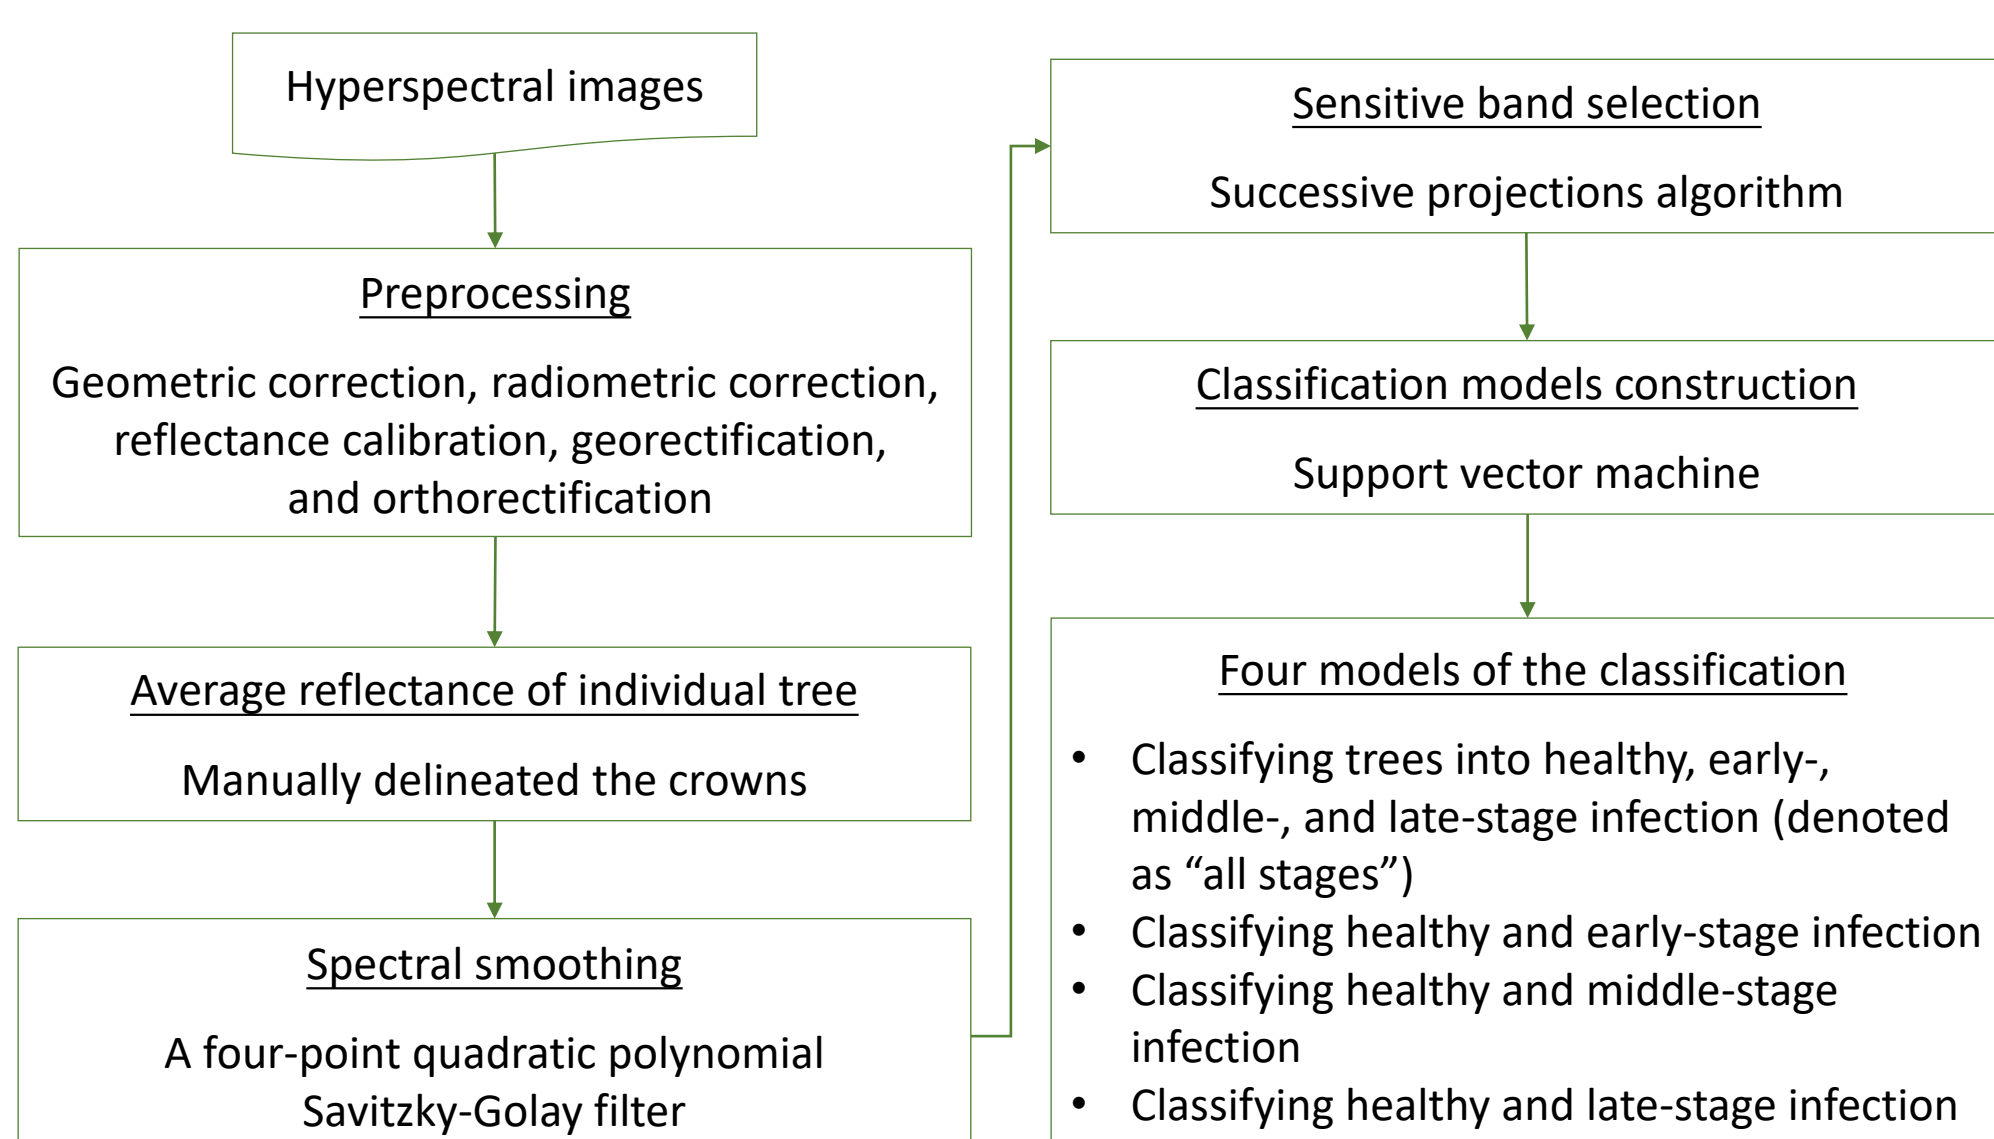 Hyperspectral images
Preprocessing
Geometric correction, radiometric correction,
reflectance calibration, georectification,
and orthorectification
Average reflectance of individual tree
Manually delineated the crowns
Spectral smoothing
A four-point quadratic polynomial
Savitzky-Golay filter
Sensitive band selection
Successive projections algorithm
Classification models construction
Support vector machine
Four models of the classification
• Classifying trees into healthy, early-,
middle-, and late-stage infection (denoted
as “all stages”)
• Classifying healthy and early-stage infection
• Classifying healthy and middle-stage
infection
• Classifying healthy and late-stage infection